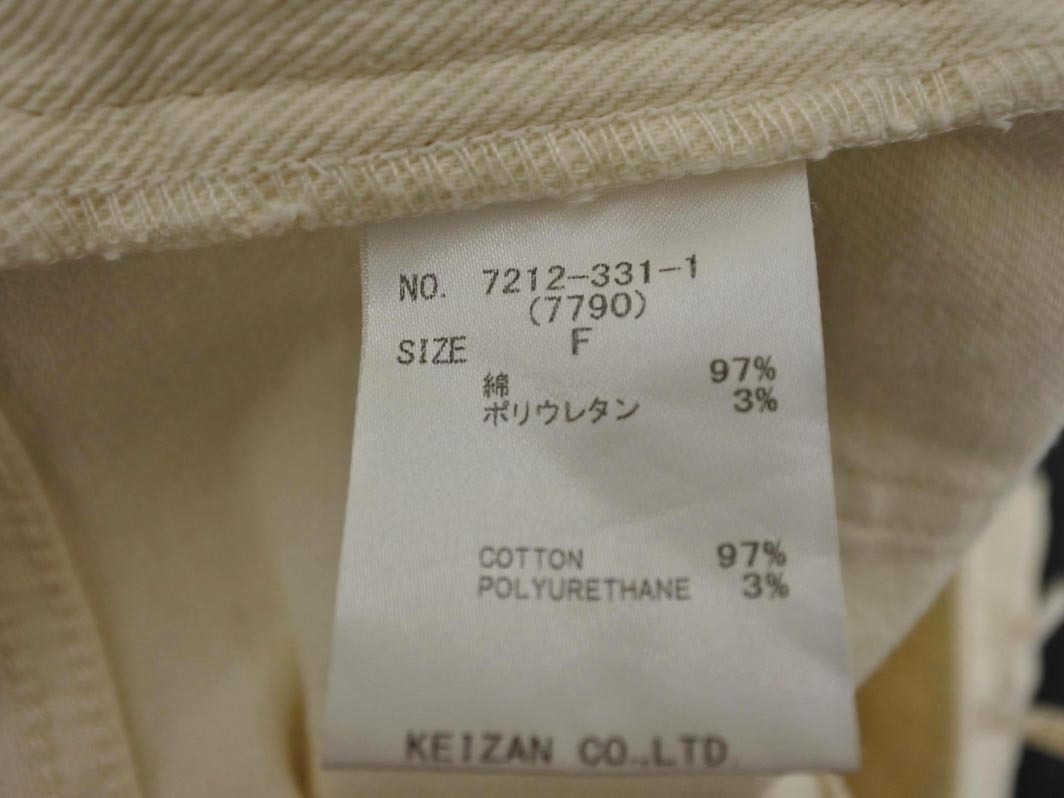 NO. 7212-331-1
(7790)
SIZE F
綿 97%
ポリウレタン 3%
COTTON 97%
POLYURETHANE 3%
KEIZAN CO.,LTD.